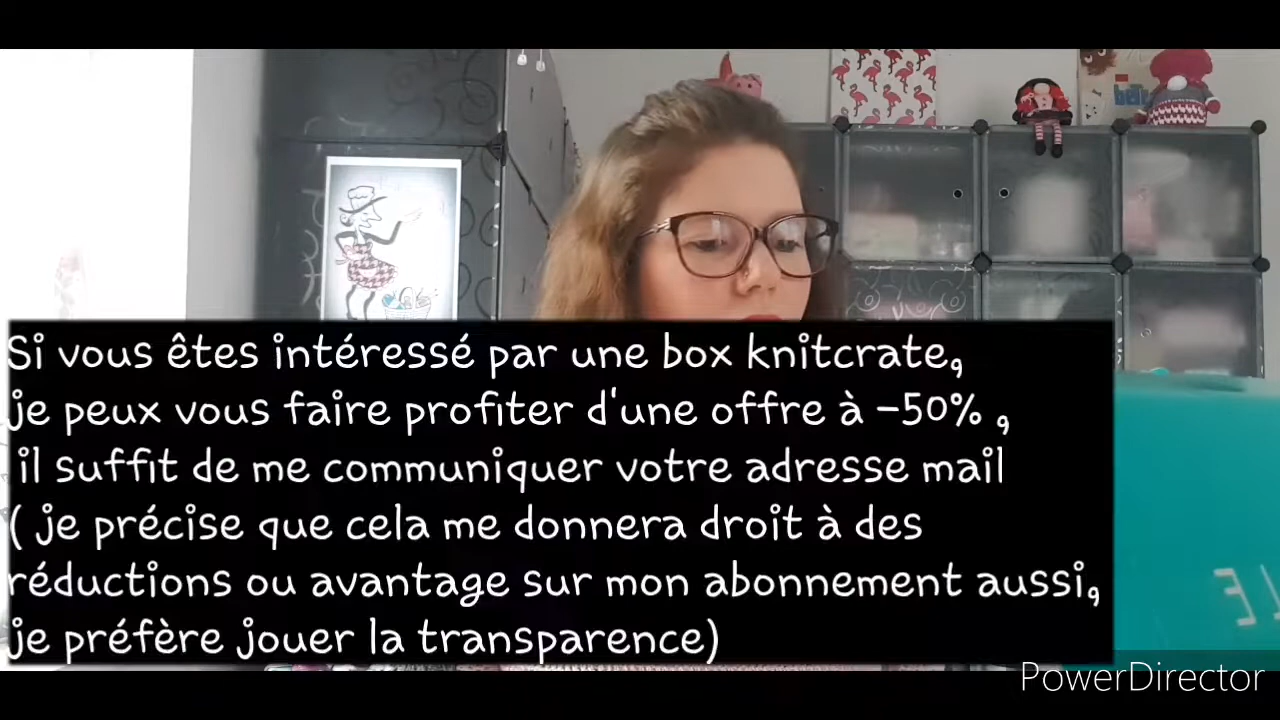 Si vous êtes intéressé par une box knitcrate,
je peux vous faire profiter d'une offre à -50% ,
il suffit de me communiquer votre adresse mail
( je précise que cela me donnera droit à des
réductions ou avantage sur mon abonnement aussi,
je préfère jouer la transparence)
PowerDirector